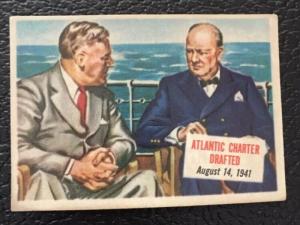 ATLANTIC CHARTER
DRAFTED
August 14, 1941